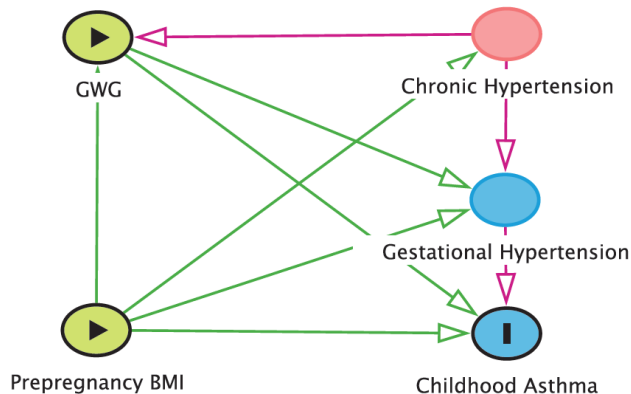 GWG
Chronic Hypertension
Gestational Hypertension
Prepregnancy BMI
Childhood Asthma